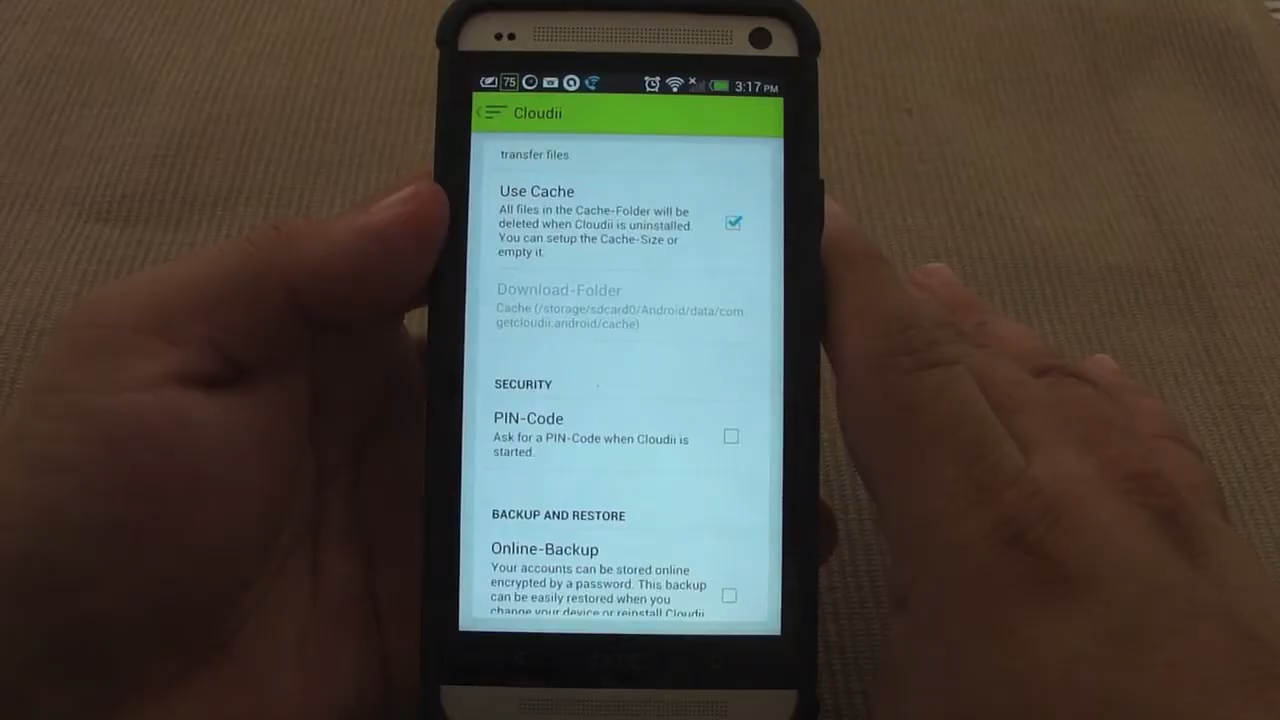 75
3:17 PM
Cloudii
transfer files.
Use Cache
All files in the Cache-Folder will be
deleted when Cloudii is uninstalled.
You can setup the Cache-Size or
empty it.
Download-Folder
Cache (/storage/sdcard0/Android/data/com.
getcloudii.android/cache)
SECURITY
PIN-Code
Ask for a PIN-Code when Cloudii is
started.
BACKUP AND RESTORE
Online-Backup
Your accounts can be stored online
encrypted by a password. This backup
can be easily restored when you
change your device or reinstall Cloudii